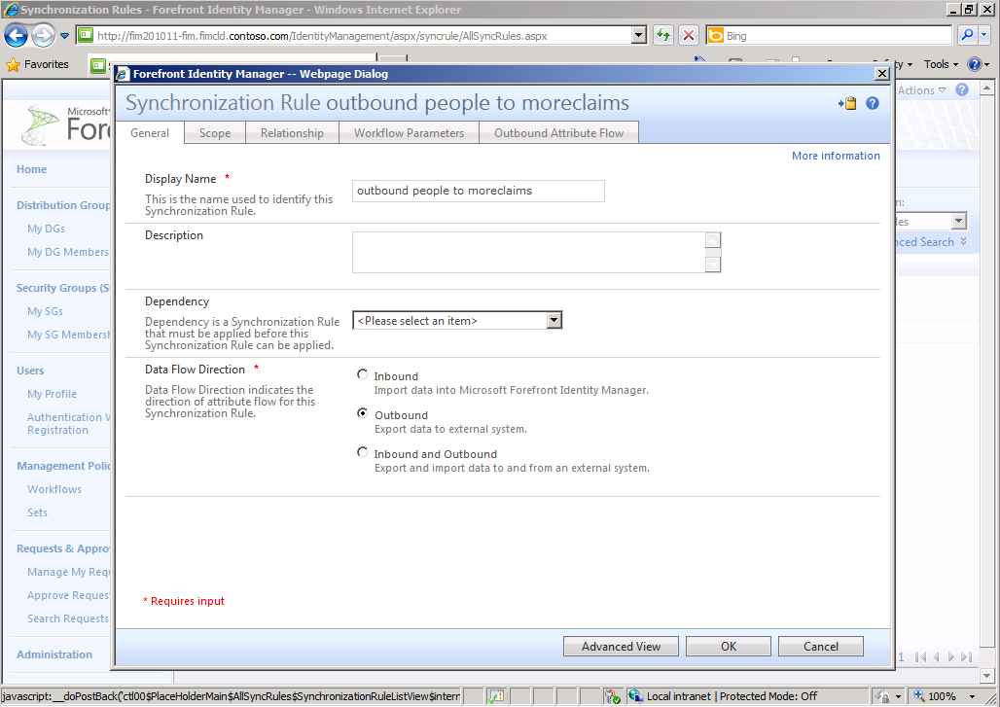 Synchronization Rules - Forefront Identity Manager - Windows Internet Explorer
http://fim201011-fim.fimcld.contoso.com/IdentityManagement/aspx/syncrule/AllSyncRules.aspx
Bing
Favorites
Tools
Forefront Identity Manager -- Webpage Dialog
Actions
Synchronization Rule outbound people to moreclaims
Microsoft
Fore
General
Scope
Relationship
Workflow Parameters
Outbound Attribute Flow
More information
Home
Display Name *
This is the name used to identify this
Synchronization Rule.
outbound people to moreclaims
Distribution Group
My DGs
My DG Members
Description
Search
Security Groups (S
My SGs
My SG Members
Dependency
Dependency is a Synchronization Rule
that must be applied before this
Synchronization Rule can be applied.
<Please select an item>
Users
My Profile
Authentication W
Registration
Data Flow Direction *
Data Flow Direction indicates the
direction of attribute flow for this
Synchronization Rule.
Inbound
Import data into Microsoft Forefront Identity Manager.
Outbound
Export data to external system.
Inbound and Outbound
Export and import data to and from an external system.
Management Polic
Workflows
Sets
Requests & Appro
Manage My Requ
Approve Request
Search Requests
* Requires input
Administration
Advanced View
OK
Cancel
1
javascript:__doPostBack('ctl00$PlaceHolderMain$AllSyncRules$SynchronizationRuleListView$intern
Local intranet | Protected Mode: Off
100%